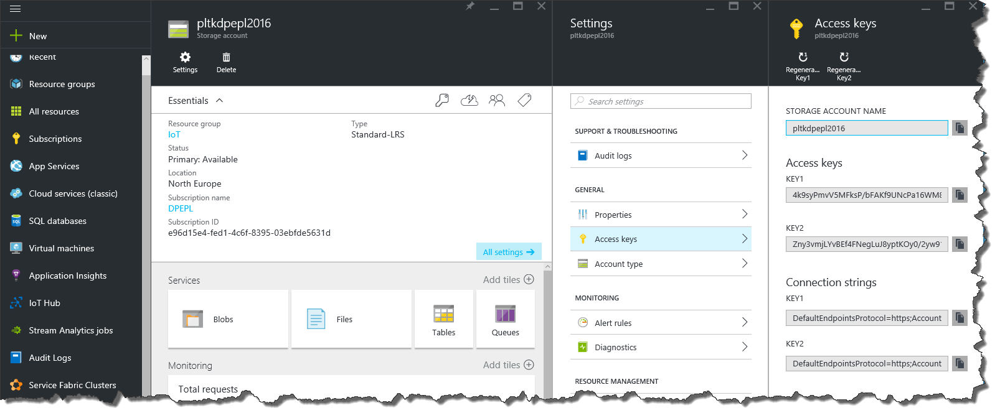 New
Recent
Resource groups
All resources
Subscriptions
App Services
Cloud services (classic)
SQL databases
Virtual machines
Application Insights
IoT Hub
Stream Analytics jobs
Audit Logs
Service Fabric Clusters
pltkdpepl2016
Storage account
Settings
Delete
Essentials
Resource group
IoT
Status
Primary: Available
Location
North Europe
Subscription name
DPEPL
Subscription ID
e96d15e4-fed1-4c6f-8395-03ebfde5631d
Type
Standard-LRS
All settings
Services
Add tiles
Blobs
Files
Tables
Queues
Monitoring
Add tiles
Total requests
Settings
pltkdpepl2016
Search settings
SUPPORT & TROUBLESHOOTING
Audit logs
GENERAL
Properties
Access keys
Account type
MONITORING
Alert rules
Diagnostics
RESOURCE MANAGEMENT
Access keys
pltkdpepl2016
Regenera... Key1
Regenera... Key2
STORAGE ACCOUNT NAME
pltkdpepl2016
Access keys
KEY1
4k9syPmvV5MFksP/bFAKf9UNcPa16WM8
KEY2
Zny3vmjLYvBEf4FNegLuJ8yptKOy0/2yw9
Connection strings
KEY1
DefaultEndpointsProtocol=https;Account
KEY2
DefaultEndpointsProtocol=https;Account